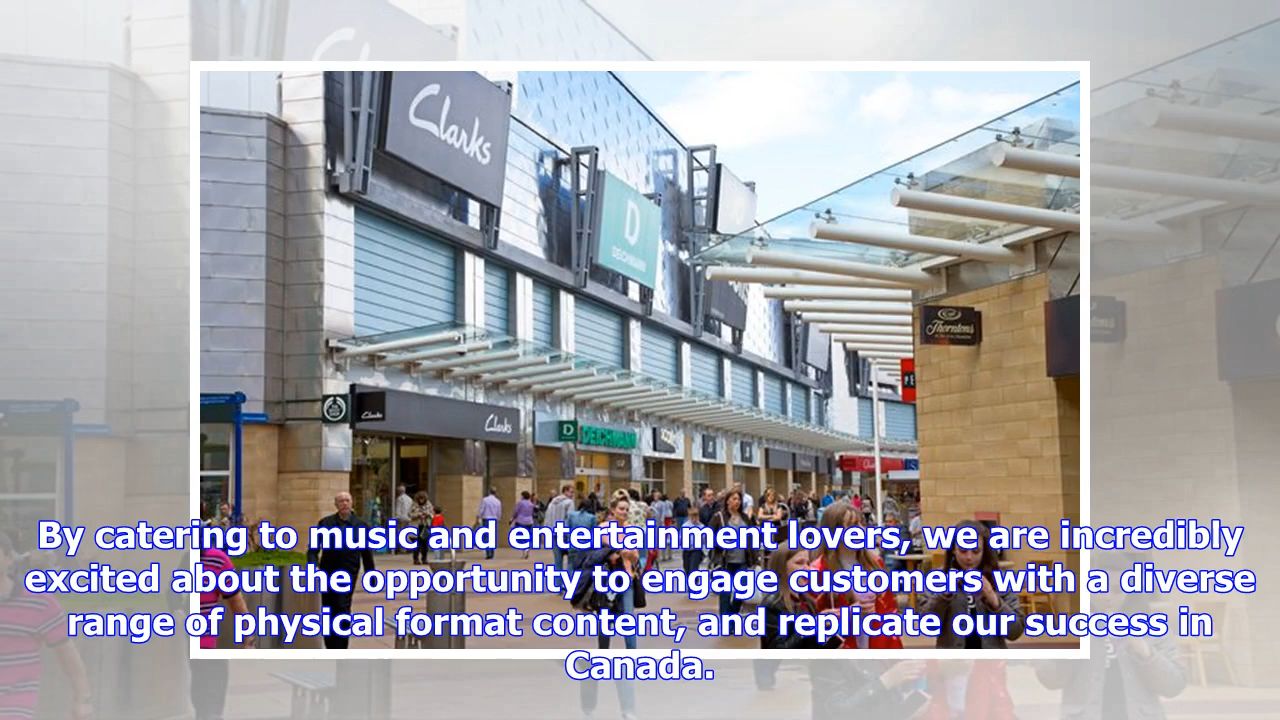 Clarks
D
DEICHMANN
Thorntons
Clarks
Clarks
D DEICHMANN
By catering to music and entertainment lovers, we are incredibly
excited about the opportunity to engage customers with a diverse
range of physical format content, and replicate our success in
Canada.